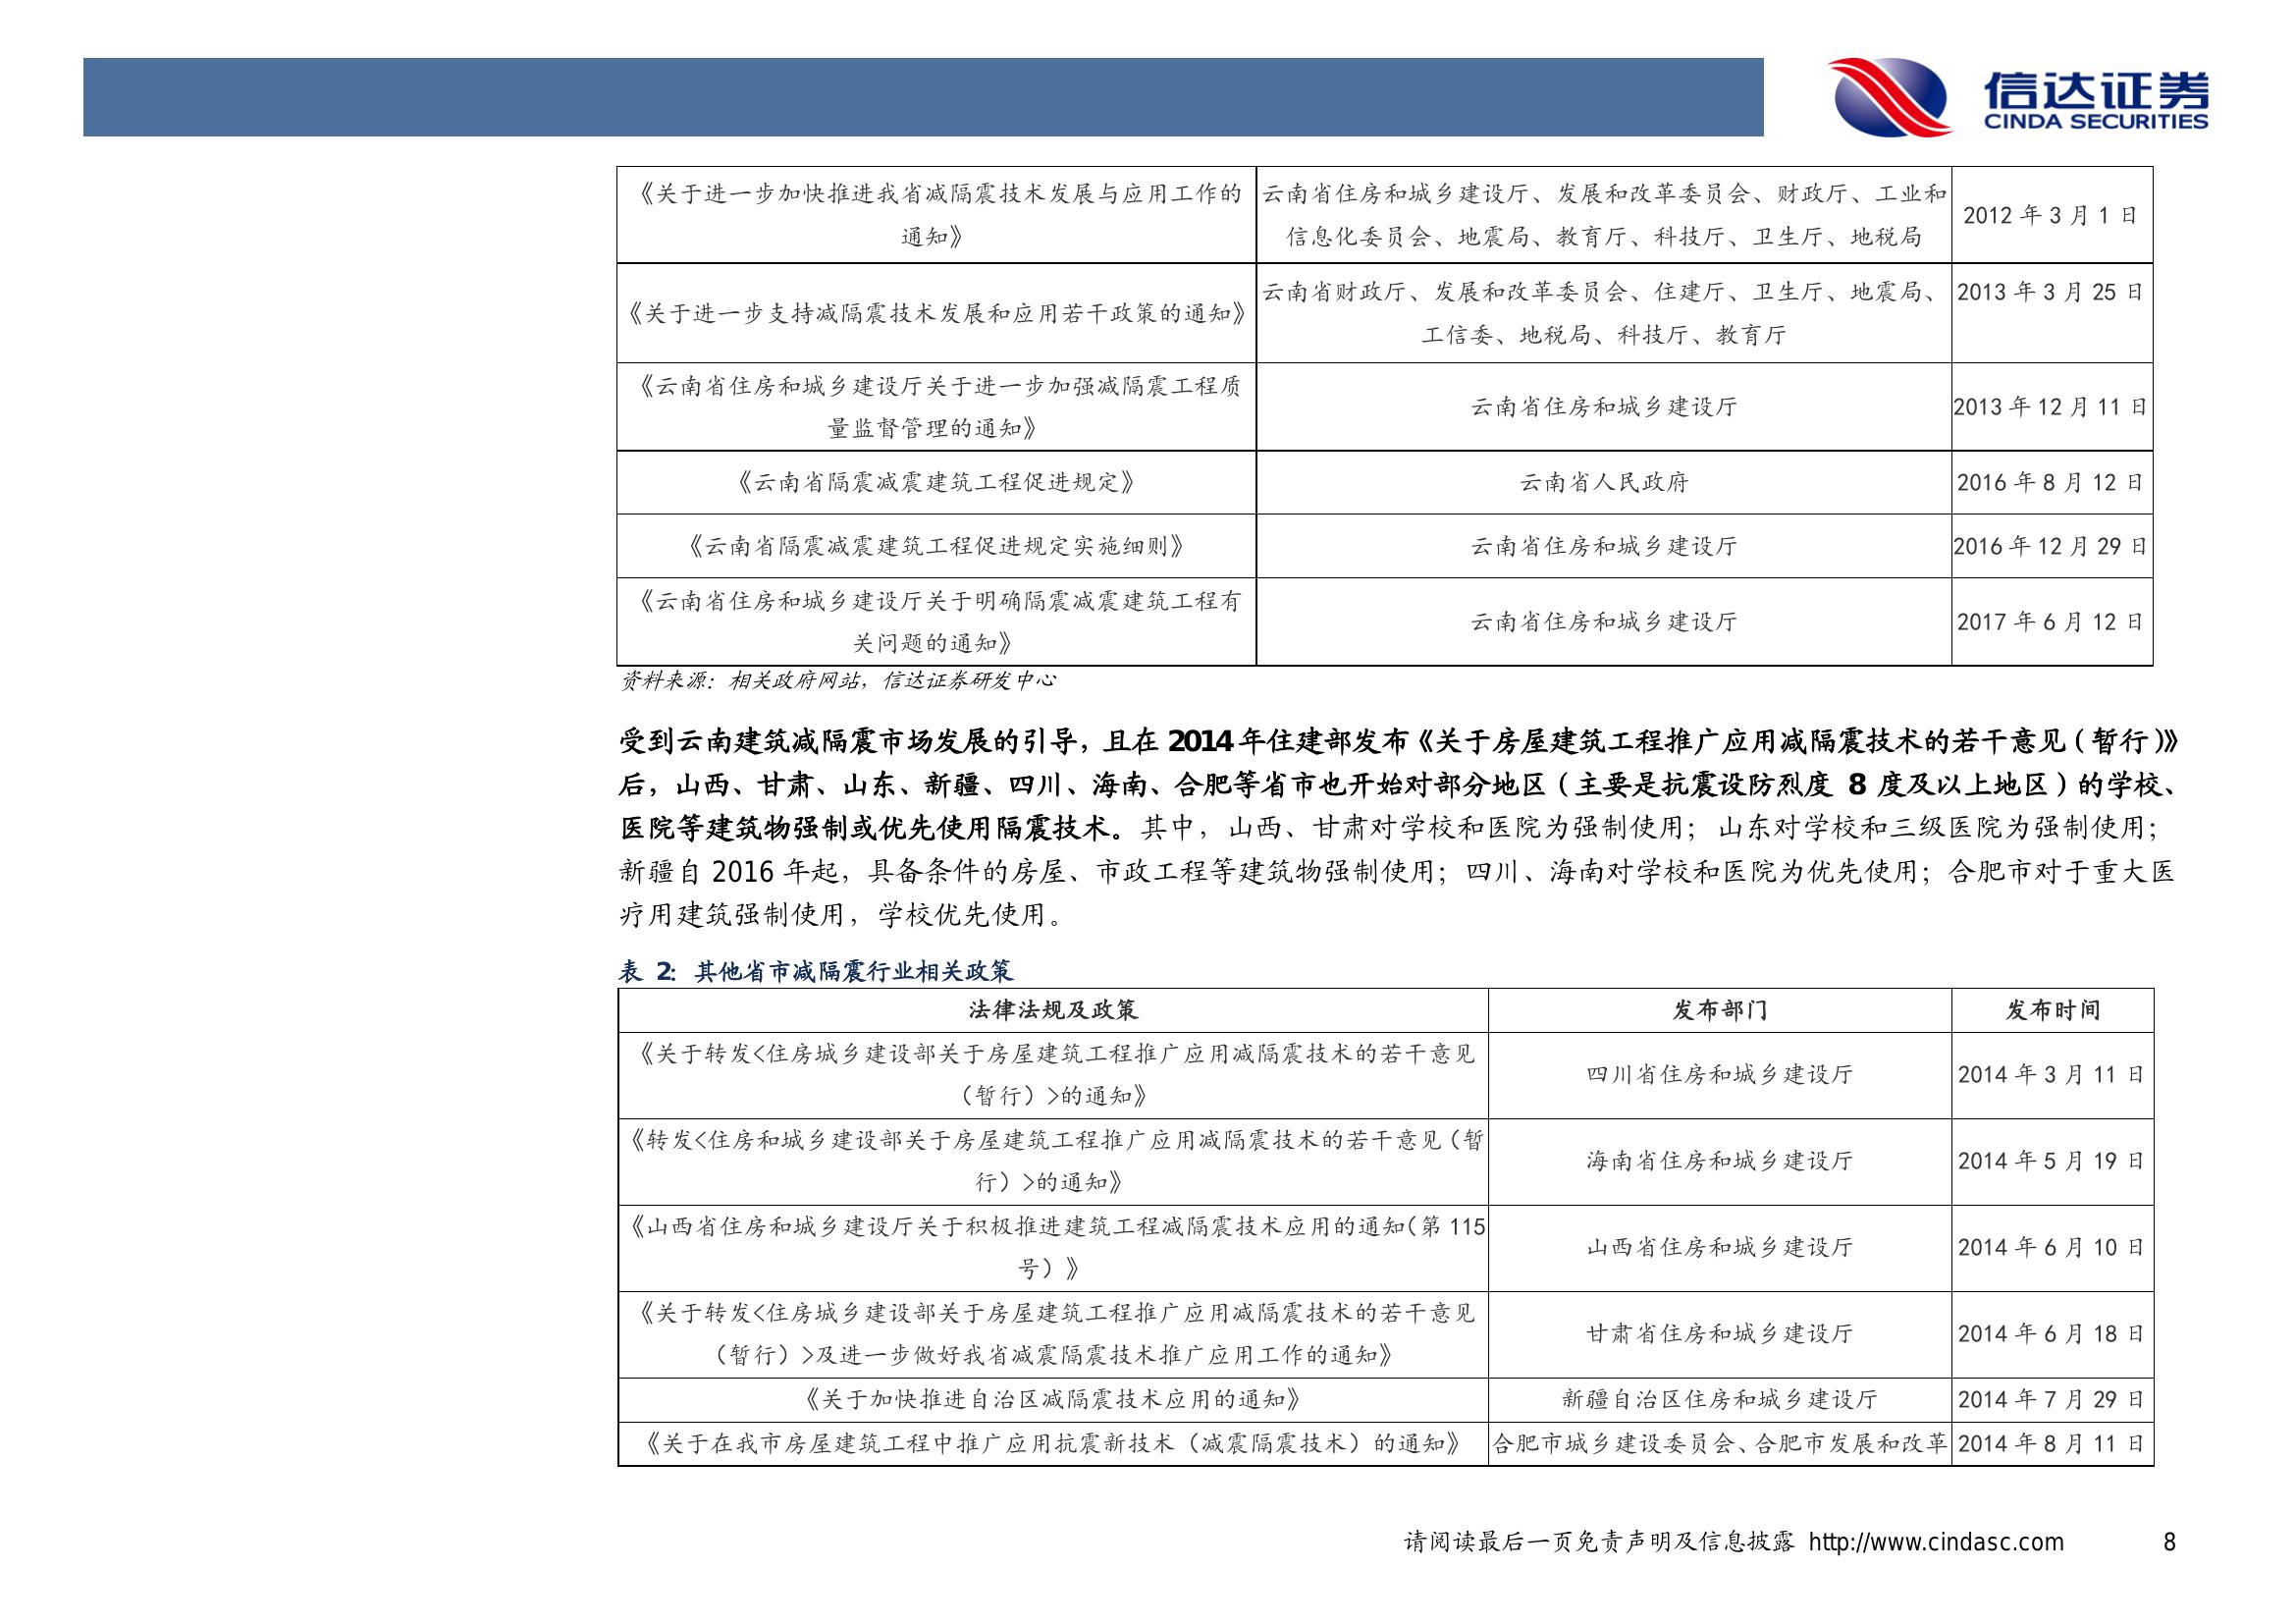 信达证券
CINDA SECURITIES
《关于进一步加快推进我省减隔震技术发展与应用工作的
通知》
云南省住房和城乡建设厅、发展和改革委员会、财政厅、工业和
信息化委员会、地震局、教育厅、科技厅、卫生厅、地税局
2012 年 3 月 1 日
《关于进一步支持减隔震技术发展和应用若干政策的通知》
云南省财政厅、发展和改革委员会、住建厅、卫生厅、地震局、
工信委、地税局、科技厅、教育厅
2013 年 3 月 25 日
《云南省住房和城乡建设厅关于进一步加强减隔震工程质
量监督管理的通知》
云南省住房和城乡建设厅
2013 年 12 月 11 日
《云南省隔震减震建筑工程促进规定》
云南省人民政府
2016 年 8 月 12 日
《云南省隔震减震建筑工程促进规定实施细则》
云南省住房和城乡建设厅
2016 年 12 月 29 日
《云南省住房和城乡建设厅关于明确隔震减震建筑工程有
关问题的通知》
云南省住房和城乡建设厅
2017 年 6 月 12 日
资料来源：相关政府网站，信达证券研发中心
受到云南建筑减隔震市场发展的引导，且在 2014 年住建部发布《关于房屋建筑工程推广应用减隔震技术的若干意见（暂行）》
后，山西、甘肃、山东、新疆、四川、海南、合肥等省市也开始对部分地区（主要是抗震设防烈度 8 度及以上地区）的学校、
医院等建筑物强制或优先使用隔震技术。其中，山西、甘肃对学校和医院为强制使用；山东对学校和三级医院为强制使用；
新疆自 2016 年起，具备条件的房屋、市政工程等建筑物强制使用；四川、海南对学校和医院为优先使用；合肥市对于重大医
疗用建筑强制使用，学校优先使用。
表 2：其他省市减隔震行业相关政策
法律法规及政策
发布部门
发布时间
《关于转发<住房城乡建设部关于房屋建筑工程推广应用减隔震技术的若干意见
（暂行）>的通知》
四川省住房和城乡建设厅
2014 年 3 月 11 日
《转发<住房和城乡建设部关于房屋建筑工程推广应用减隔震技术的若干意见（暂
行）>的通知》
海南省住房和城乡建设厅
2014 年 5 月 19 日
《山西省住房和城乡建设厅关于积极推进建筑工程减隔震技术应用的通知（第 115
号）》
山西省住房和城乡建设厅
2014 年 6 月 10 日
《关于转发<住房城乡建设部关于房屋建筑工程推广应用减隔震技术的若干意见
（暂行）>及进一步做好我省减震隔震技术推广应用工作的通知》
甘肃省住房和城乡建设厅
2014 年 6 月 18 日
《关于加快推进自治区减隔震技术应用的通知》
新疆自治区住房和城乡建设厅
2014 年 7 月 29 日
《关于在我市房屋建筑工程中推广应用抗震新技术（减震隔震技术）的通知》
合肥市城乡建设委员会、合肥市发展和改革
2014 年 8 月 11 日
请阅读最后一页免责声明及信息披露 http://www.cindasc.com 8